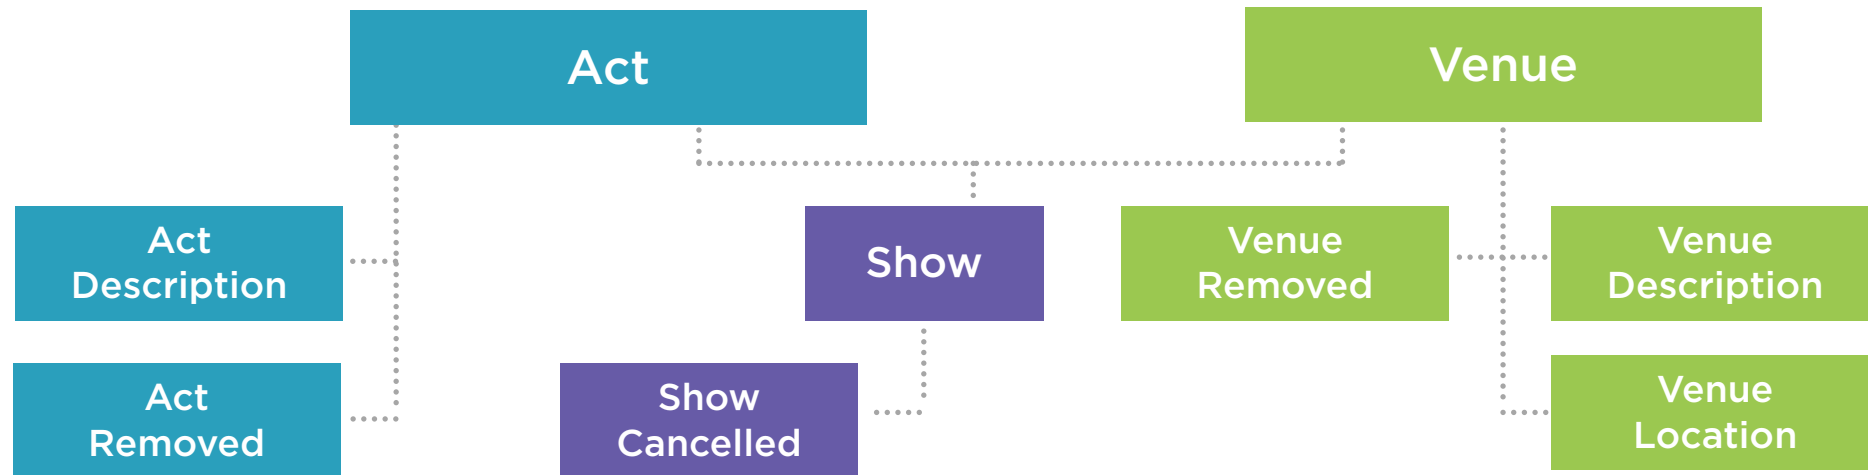 Act
Venue
Act
Description
Show
Venue
Removed
Venue
Description
Act
Removed
Show
Cancelled
Venue
Location